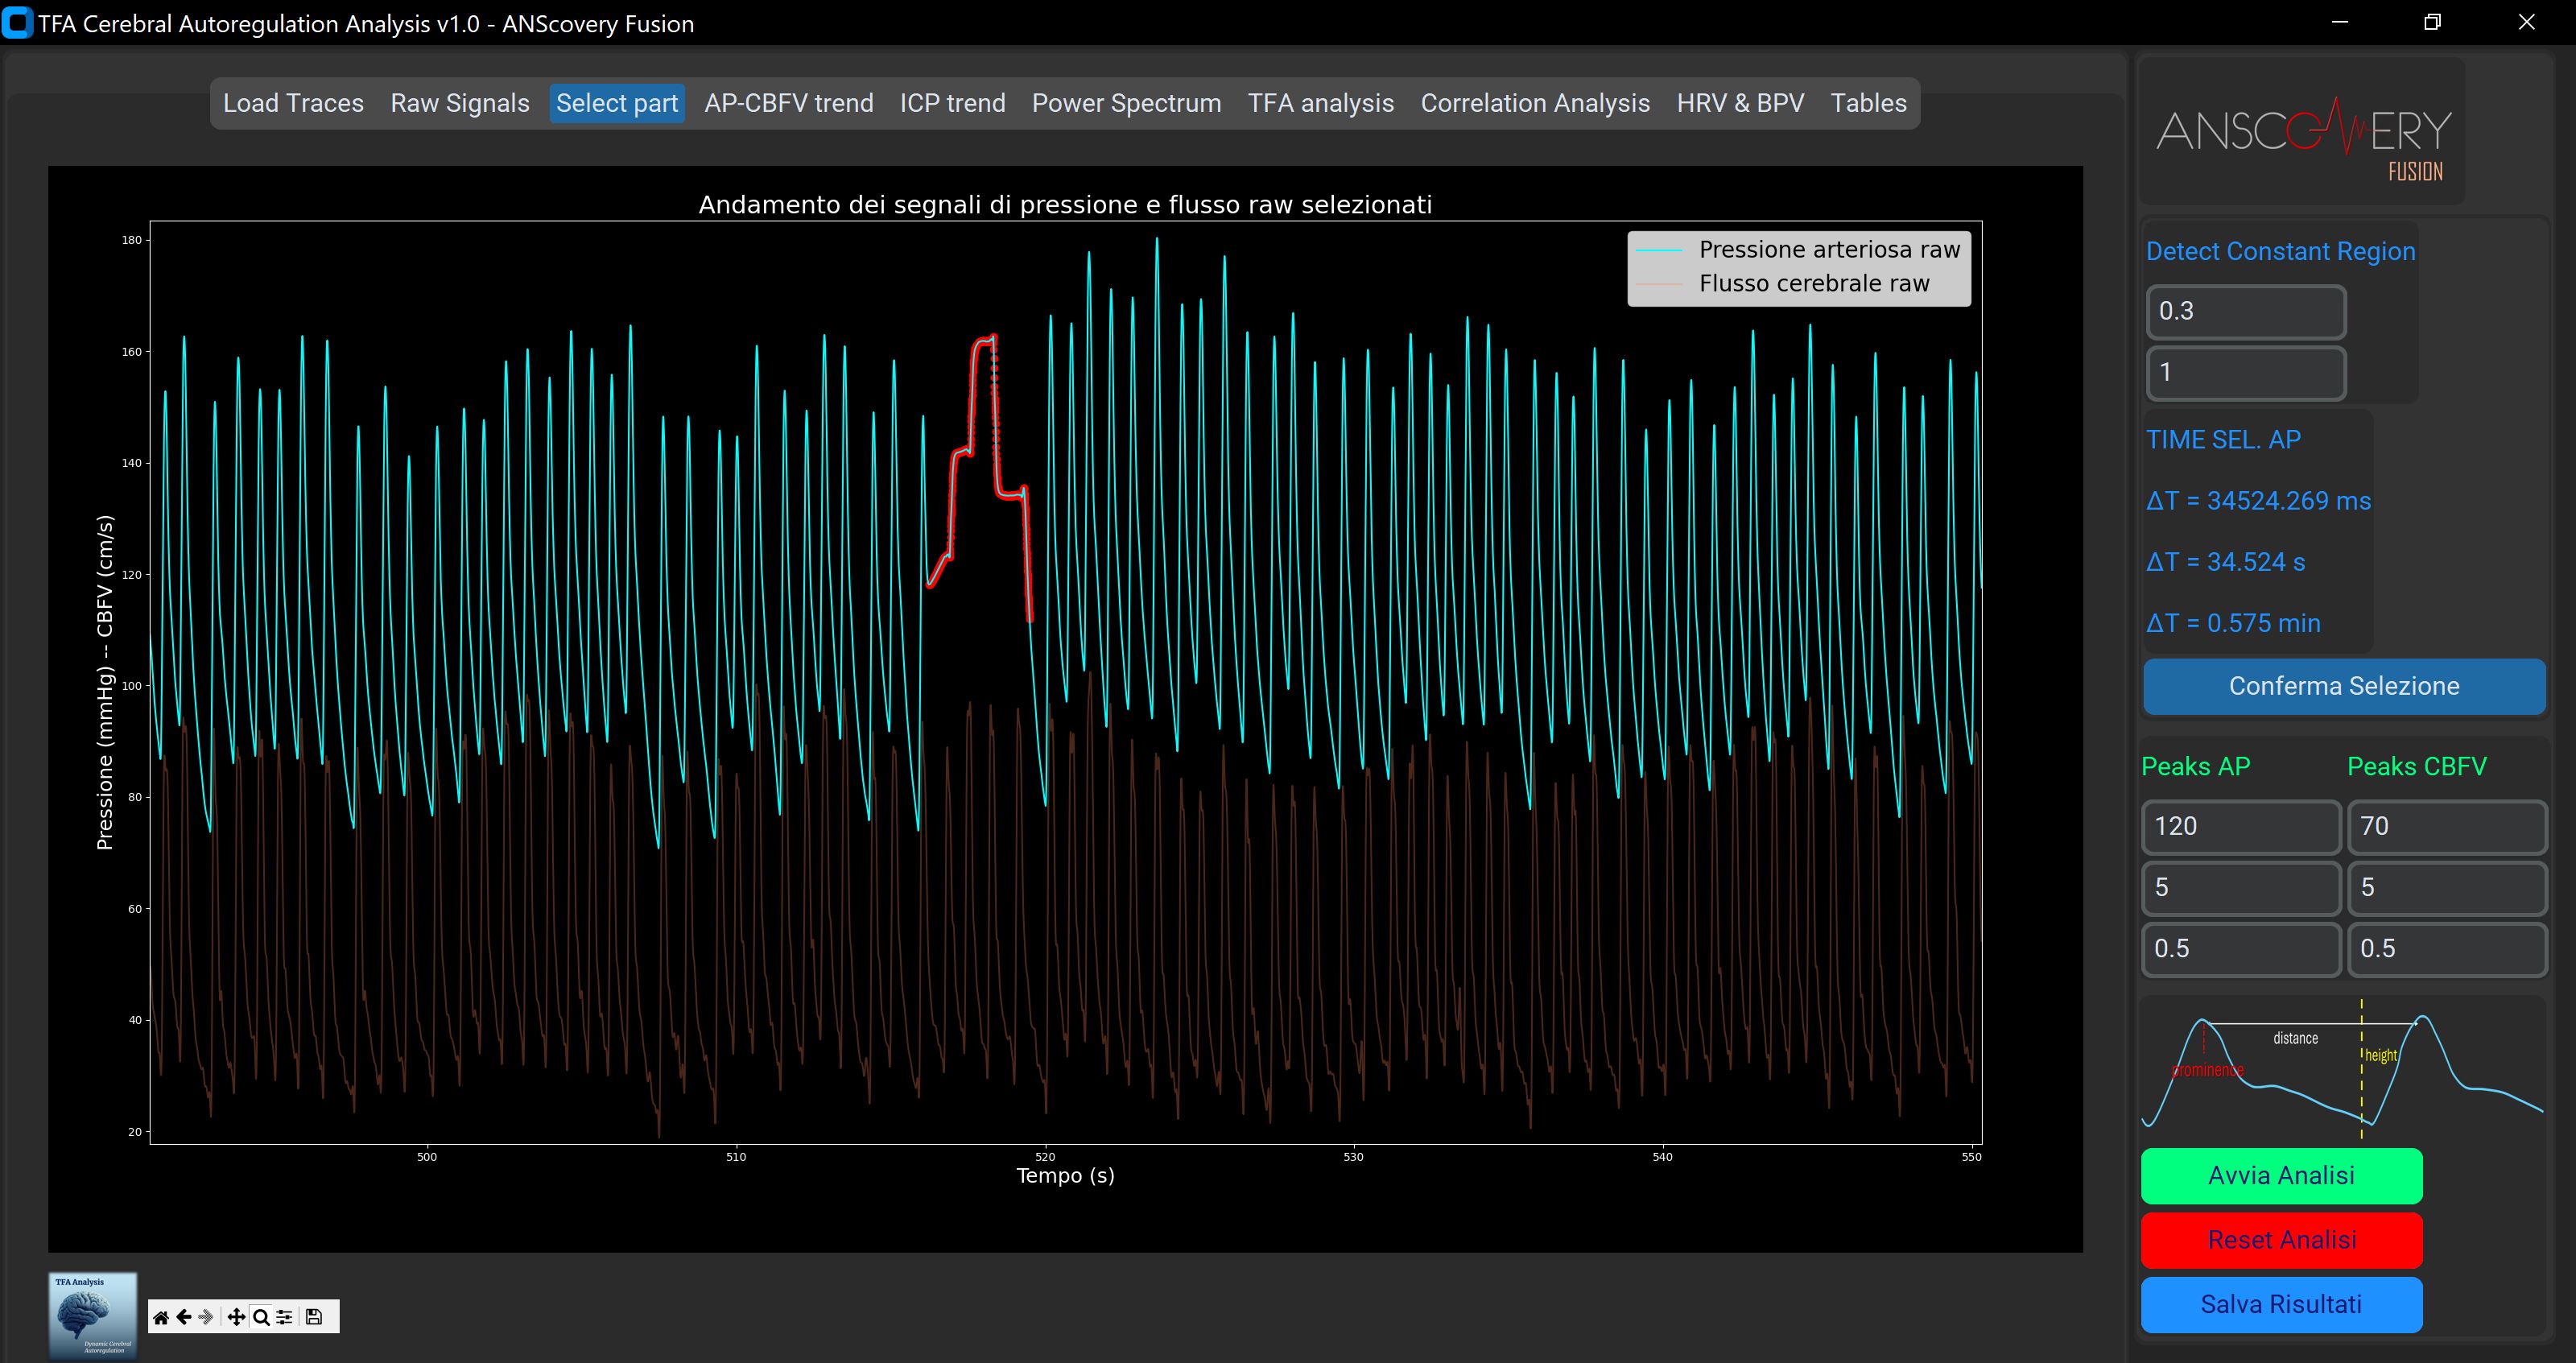 TFA Cerebral Autoregulation Analysis v1.0 - ANScovery Fusion
Load Traces Raw Signals Select part AP-CBFV trend ICP trend Power Spectrum TFA analysis Correlation Analysis HRV & BPV Tables
Andamento dei segnali di pressione e flusso raw selezionati
Pressione arteriosa raw
Flusso cerebrale raw
Pressione (mmHg) -- CBFV (cm/s)
180
160
140
120
100
80
60
40
20
500 510 520 530 540 550
Tempo (s)
TFA Analysis
Dynamic Cerebral
Autoregulation
ANSCOVERY
FUSION
Detect Constant Region
0.3
1
TIME SEL. AP
ΔT = 34524.269 ms
ΔT = 34.524 s
ΔT = 0.575 min
Conferma Selezione
Peaks AP Peaks CBFV
120 70
5 5
0.5 0.5
distance
height
prominence
Avvia Analisi
Reset Analisi
Salva Risultati